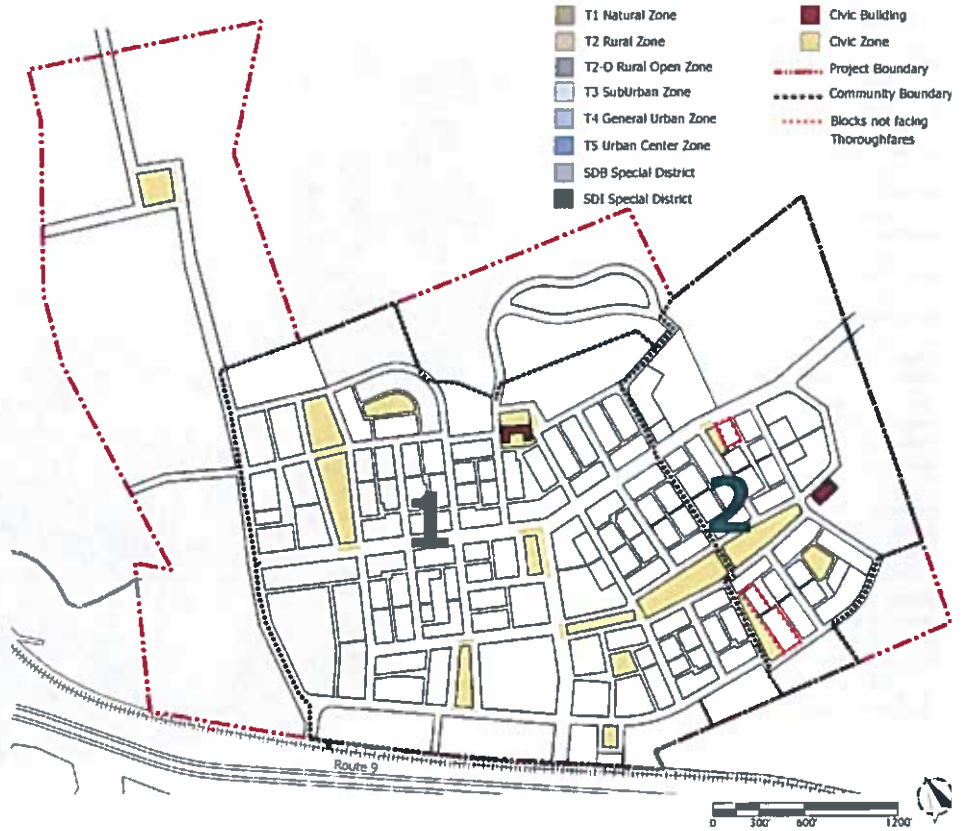 T1 Natural Zone
T2 Rural Zone
T2-O Rural Open Zone
T3 SubUrban Zone
T4 General Urban Zone
T5 Urban Center Zone
SDB Special District
SDI Special District
Civic Building
Civic Zone
Project Boundary
Community Boundary
Blocks not facing
Thoroughfares
1
2
Route 9
0 300' 600' 1200'